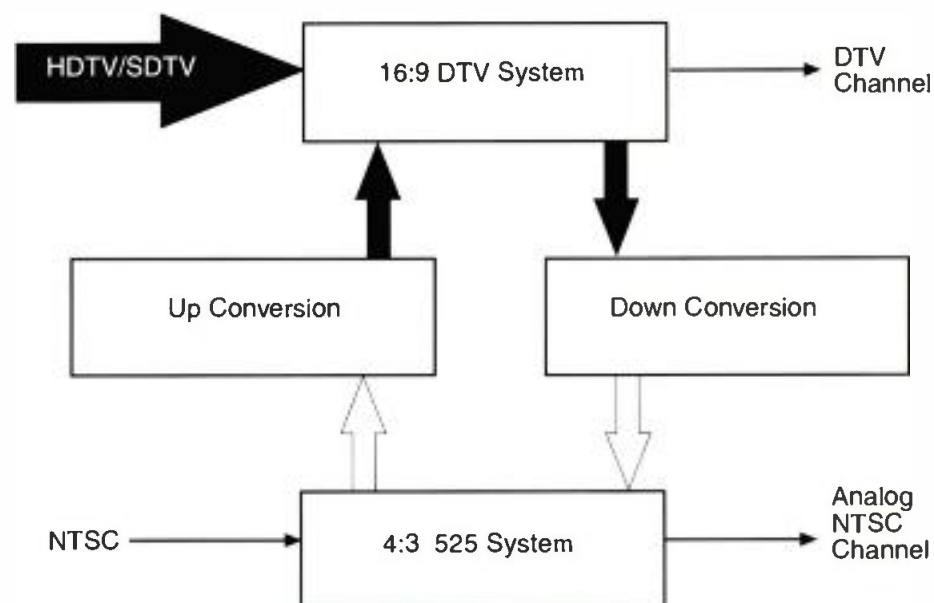 HDTV/SDTV
16:9 DTV System
DTV
Channel
Up Conversion
Down Conversion
NTSC
4:3 525 System
Analog
NTSC
Channel